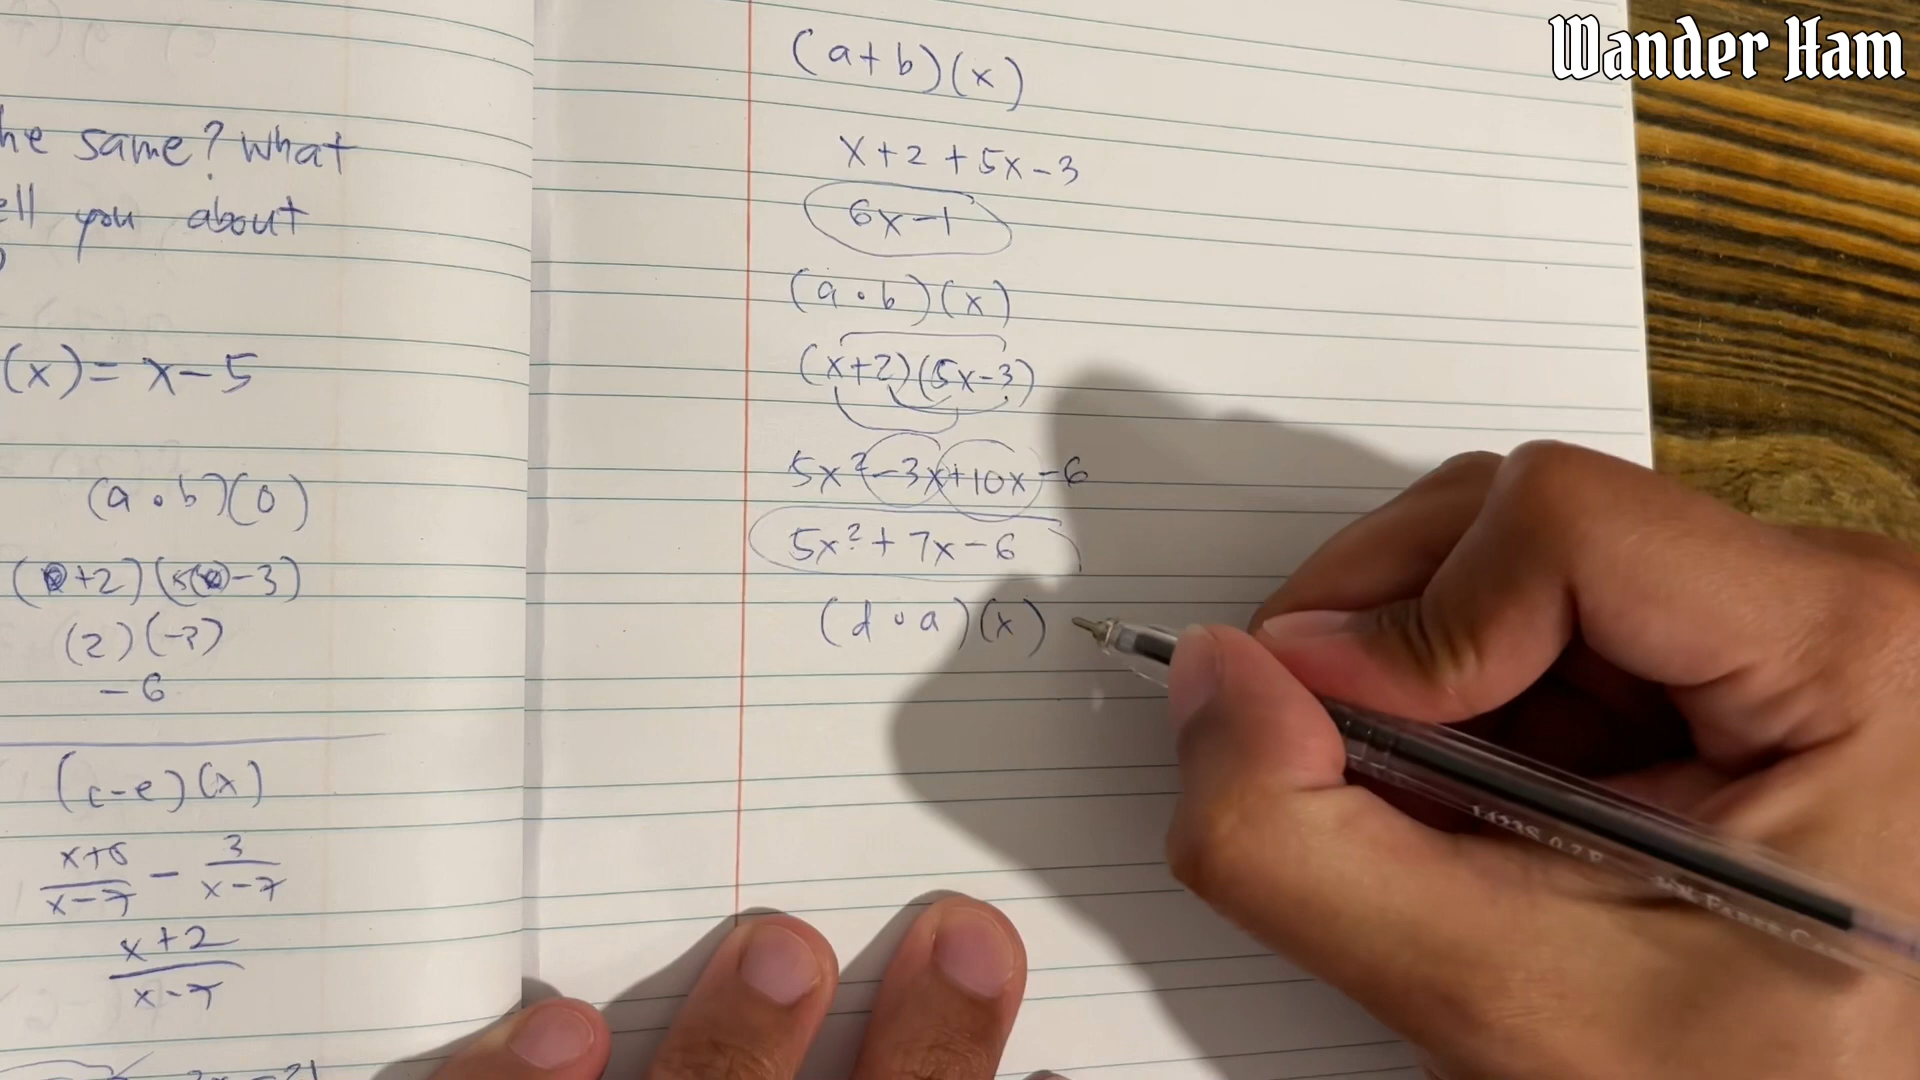 Wander Ham
he same? What
ell you about
(x) = x-5
(a • b)(0)
(0+2)(5(0)-3)
(2)(-3)
-6
(c-e)(x)
x+5/x-7 - 3/x-7
x+2/x-7
(a+b)(x)
x+2+5x-3
6x-1
(a • b)(x)
(x+2)(5x-3)
5x²-3x+10x-6
5x²+7x-6
(d ∘ a)(x)